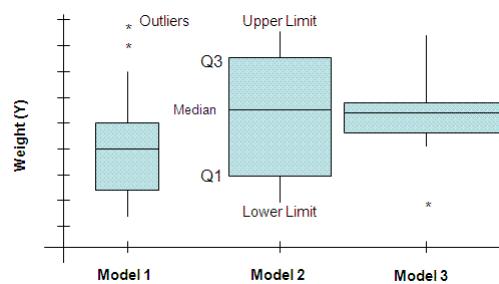 Outliers
Upper Limit
Q3
Median
Q1
Lower Limit
Weight (Y)
Model 1
Model 2
Model 3